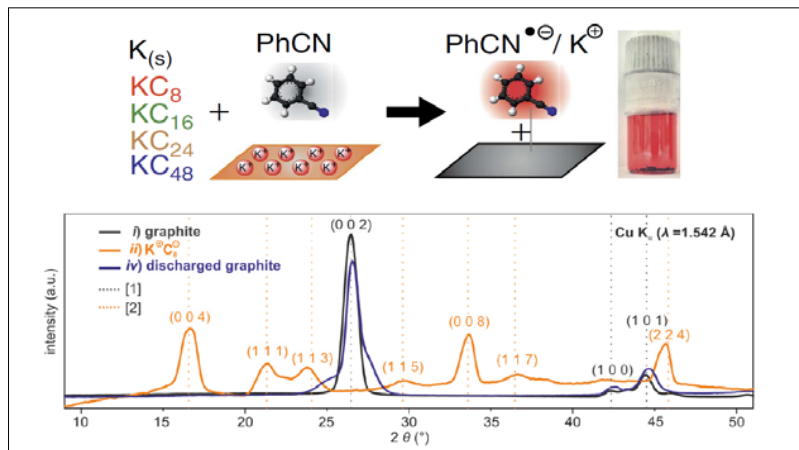 K(s)
KC8
KC16
KC24
KC48
+
PhCN
K+ K+ K+ K+
K+ K+ K+ K+
PhCN•⊖/ K⊕
+
(0 0 2)
Cu Kα (λ =1.542 Å)
i) graphite
ii) K⊕C8⊖
iv) discharged graphite
[1]
[2]
(0 0 4)
(1 1 1)
(1 1 3)
(1 1 5)
(0 0 8)
(1 1 7)
(1 0 0)
(1 0 1)
(2 2 4)
intensity (a.u.)
10 15 20 25 30 35 40 45 50
2 θ (°)